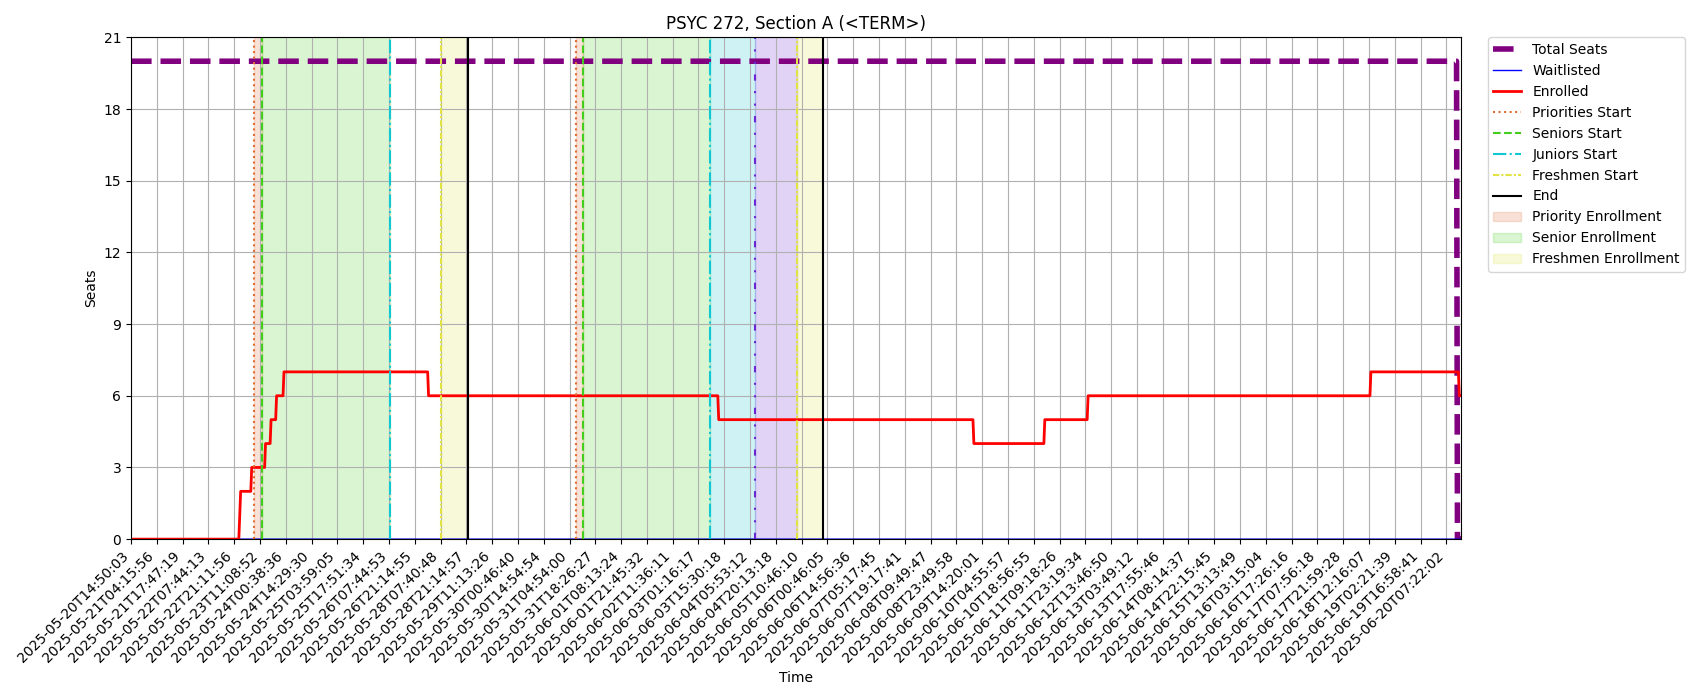 PSYC 272, Section A (<TERM>)
21
18
15
12
9
6
3
0
Seats
2025-05-20T14:50:03
2025-05-21T04:15:56
2025-05-21T17:47:19
2025-05-22T07:44:13
2025-05-22T21:11:56
2025-05-23T11:08:52
2025-05-24T00:38:36
2025-05-24T14:29:30
2025-05-25T03:59:05
2025-05-25T17:51:34
2025-05-26T07:44:53
2025-05-26T21:14:55
2025-05-28T07:40:48
2025-05-28T21:14:57
2025-05-29T11:13:26
2025-05-30T00:46:40
2025-05-30T14:54:54
2025-05-31T04:54:00
2025-05-31T18:26:27
2025-06-01T08:13:24
2025-06-01T21:45:32
2025-06-02T11:36:11
2025-06-03T01:16:17
2025-06-03T15:30:18
2025-06-04T05:53:12
2025-06-04T20:13:18
2025-06-05T10:46:10
2025-06-06T00:46:05
2025-06-06T14:56:36
2025-06-07T05:17:45
2025-06-07T19:17:41
2025-06-08T09:49:47
2025-06-08T23:49:58
2025-06-09T14:20:01
2025-06-10T04:55:57
2025-06-10T18:56:55
2025-06-11T09:18:26
2025-06-11T23:19:34
2025-06-12T13:46:50
2025-06-13T03:49:12
2025-06-13T17:55:46
2025-06-14T08:14:37
2025-06-14T22:15:45
2025-06-15T13:13:49
2025-06-16T03:15:04
2025-06-16T17:26:16
2025-06-17T07:56:18
2025-06-17T21:59:28
2025-06-18T12:16:07
2025-06-19T02:21:39
2025-06-19T16:58:41
2025-06-20T07:22:02
Time
Total Seats
Waitlisted
Enrolled
Priorities Start
Seniors Start
Juniors Start
Freshmen Start
End
Priority Enrollment
Senior Enrollment
Freshmen Enrollment